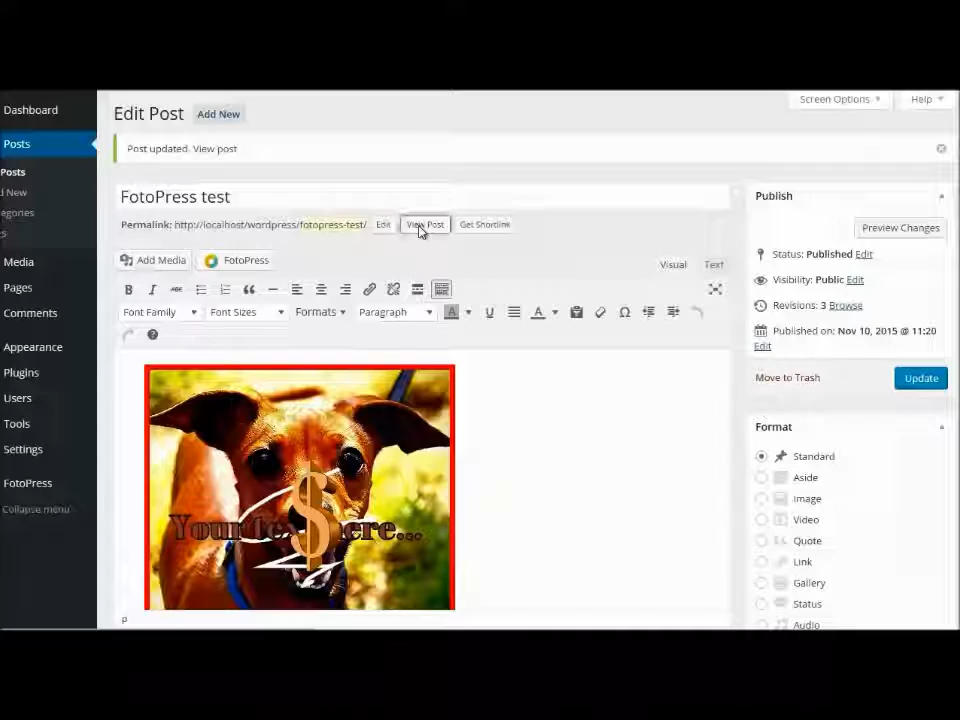 Screen Options Help
Dashboard
Edit Post Add New
Posts
Post updated. View post
Posts
FotoPress test
Publish
Permalink: http://localhost/wordpress/fotopress-test/ Edit View Post Get Shortlink
Preview Changes
Status: Published Edit
Media
Add Media FotoPress
Visual Text
Visibility: Public Edit
Pages
Revisions: 3 Browse
Comments
Font Family Font Sizes Formats Paragraph
Published on: Nov 10, 2015 @ 11:20
Edit
Appearance
Plugins
Move to Trash Update
Users
Tools
Format
Settings
Standard
FotoPress
Aside
Collapse menu
Image
Video
Your text here...
$
Quote
Link
Gallery
Status
Audio
p